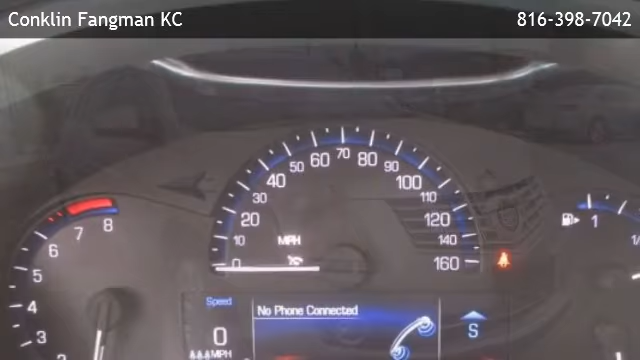 Conklin Fangman KC 816-398-7042
0 10 20 30 40 50 60 70 80 90 100 110 120 140 160
MPH
3 4 5 6 7 8
1
Speed
0
MPH
No Phone Connected
S